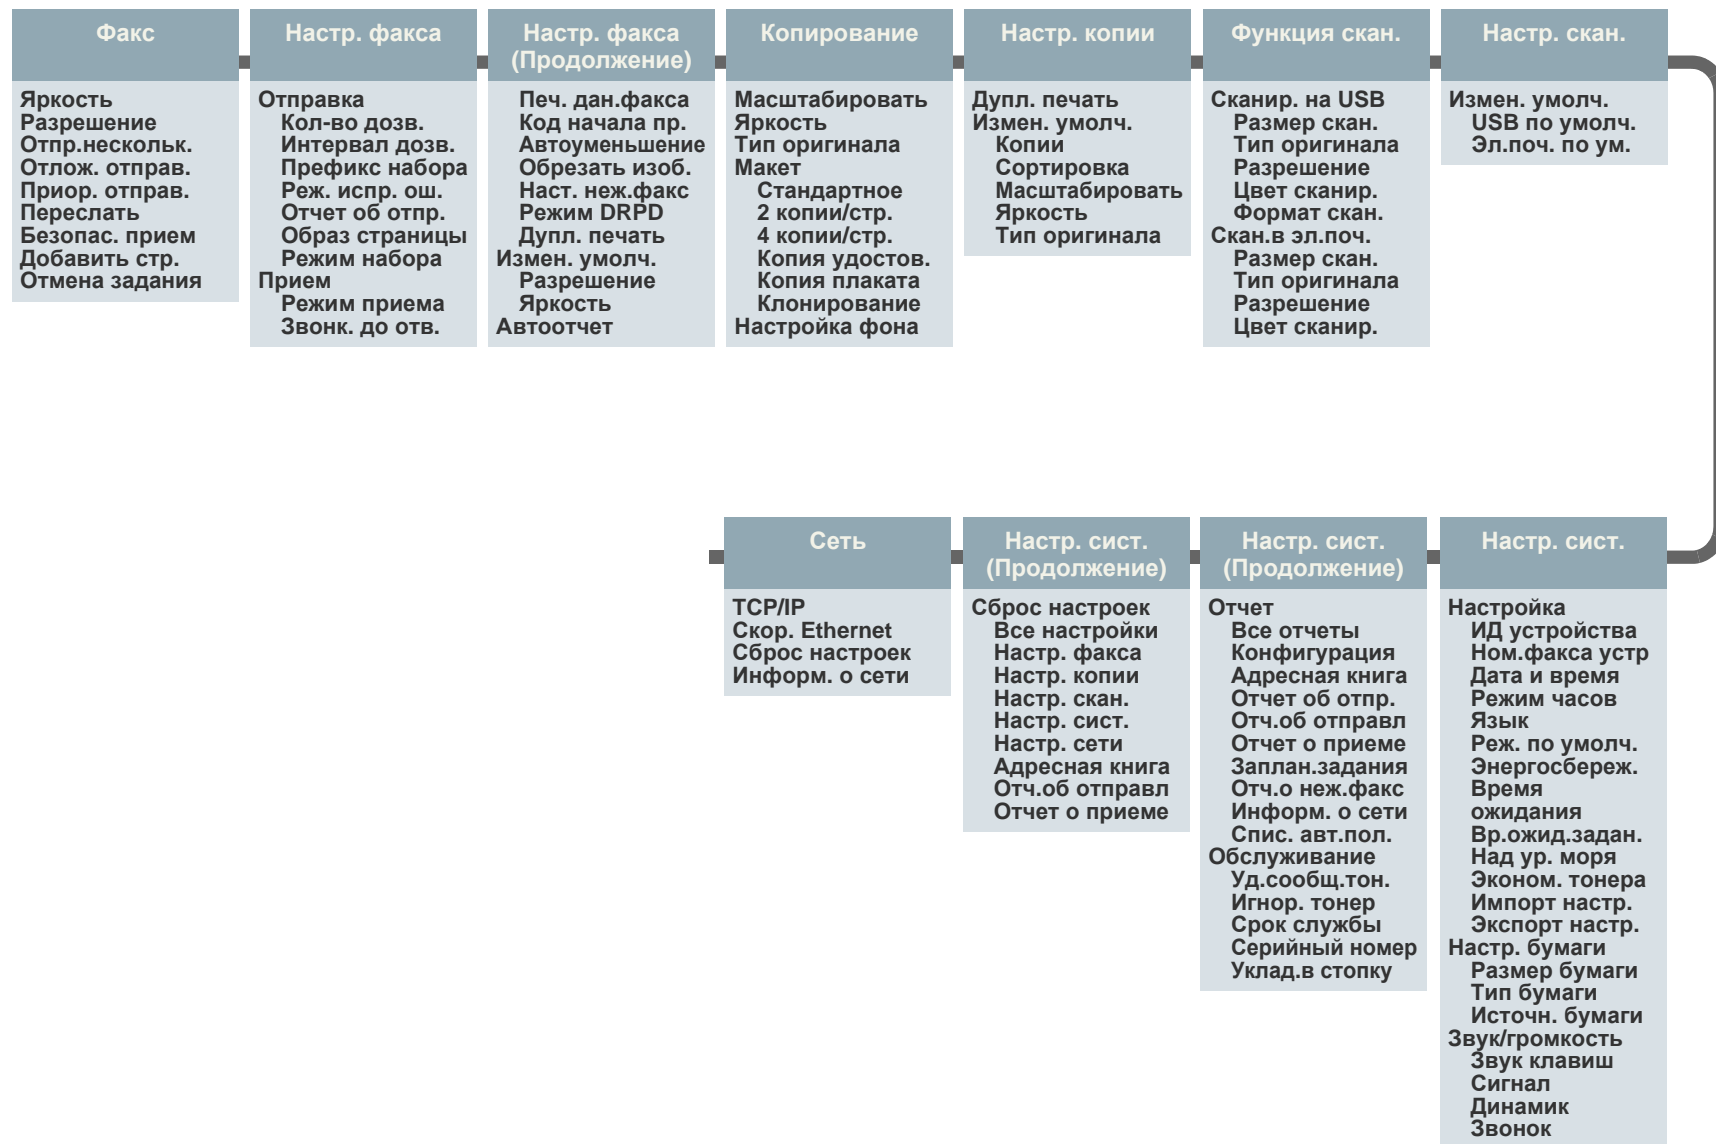 Факс
Яркость
Разрешение
Отпр.нескольк.
Отлож. отправ.
Приор. отправ.
Переслать
Безопас. прием
Добавить стр.
Отмена задания
Настр. факса
Отправка
Кол-во дозв.
Интервал дозв.
Префикс набора
Реж. испр. ош.
Отчет об отпр.
Образ страницы
Режим набора
Прием
Режим приема
Звонк. до отв.
Настр. факса
(Продолжение)
Печ. дан.факса
Код начала пр.
Автоуменьшение
Обрезать изоб.
Наст. неж.факс
Режим DRPD
Дупл. печать
Измен. умолч.
Разрешение
Яркость
Автоотчет
Копирование
Масштабировать
Яркость
Тип оригинала
Макет
Стандартное
2 копии/стр.
4 копии/стр.
Копия удостов.
Копия плаката
Клонирование
Настройка фона
Настр. копии
Дупл. печать
Измен. умолч.
Копии
Сортировка
Масштабировать
Яркость
Тип оригинала
Функция скан.
Сканир. на USB
Размер скан.
Тип оригинала
Разрешение
Цвет сканир.
Формат скан.
Скан.в эл.поч.
Размер скан.
Тип оригинала
Разрешение
Цвет сканир.
Настр. скан.
Измен. умолч.
USB по умолч.
Эл.поч. по ум.
Сеть
TCP/IP
Скор. Ethernet
Сброс настроек
Информ. о сети
Настр. сист.
(Продолжение)
Сброс настроек
Все настройки
Настр. факса
Настр. копии
Настр. скан.
Настр. сист.
Настр. сети
Адресная книга
Отч.об отправл
Отчет о приеме
Настр. сист.
(Продолжение)
Отчет
Все отчеты
Конфигурация
Адресная книга
Отчет об отпр.
Отч.об отправл
Отчет о приеме
Заплан.задания
Отч.о неж.факс
Информ. о сети
Спис. авт.пол.
Обслуживание
Уд.сообщ.тон.
Игнор. тонер
Срок службы
Серийный номер
Уклад.в стопку
Настр. сист.
Настройка
ИД устройства
Ном.факса устр
Дата и время
Режим часов
Язык
Реж. по умолч.
Энергосбереж.
Время
ожидания
Вр.ожид.задан.
Над ур. моря
Эконом. тонера
Импорт настр.
Экспорт настр.
Настр. бумаги
Размер бумаги
Тип бумаги
Источн. бумаги
Звук/громкость
Звук клавиш
Сигнал
Динамик
Звонок